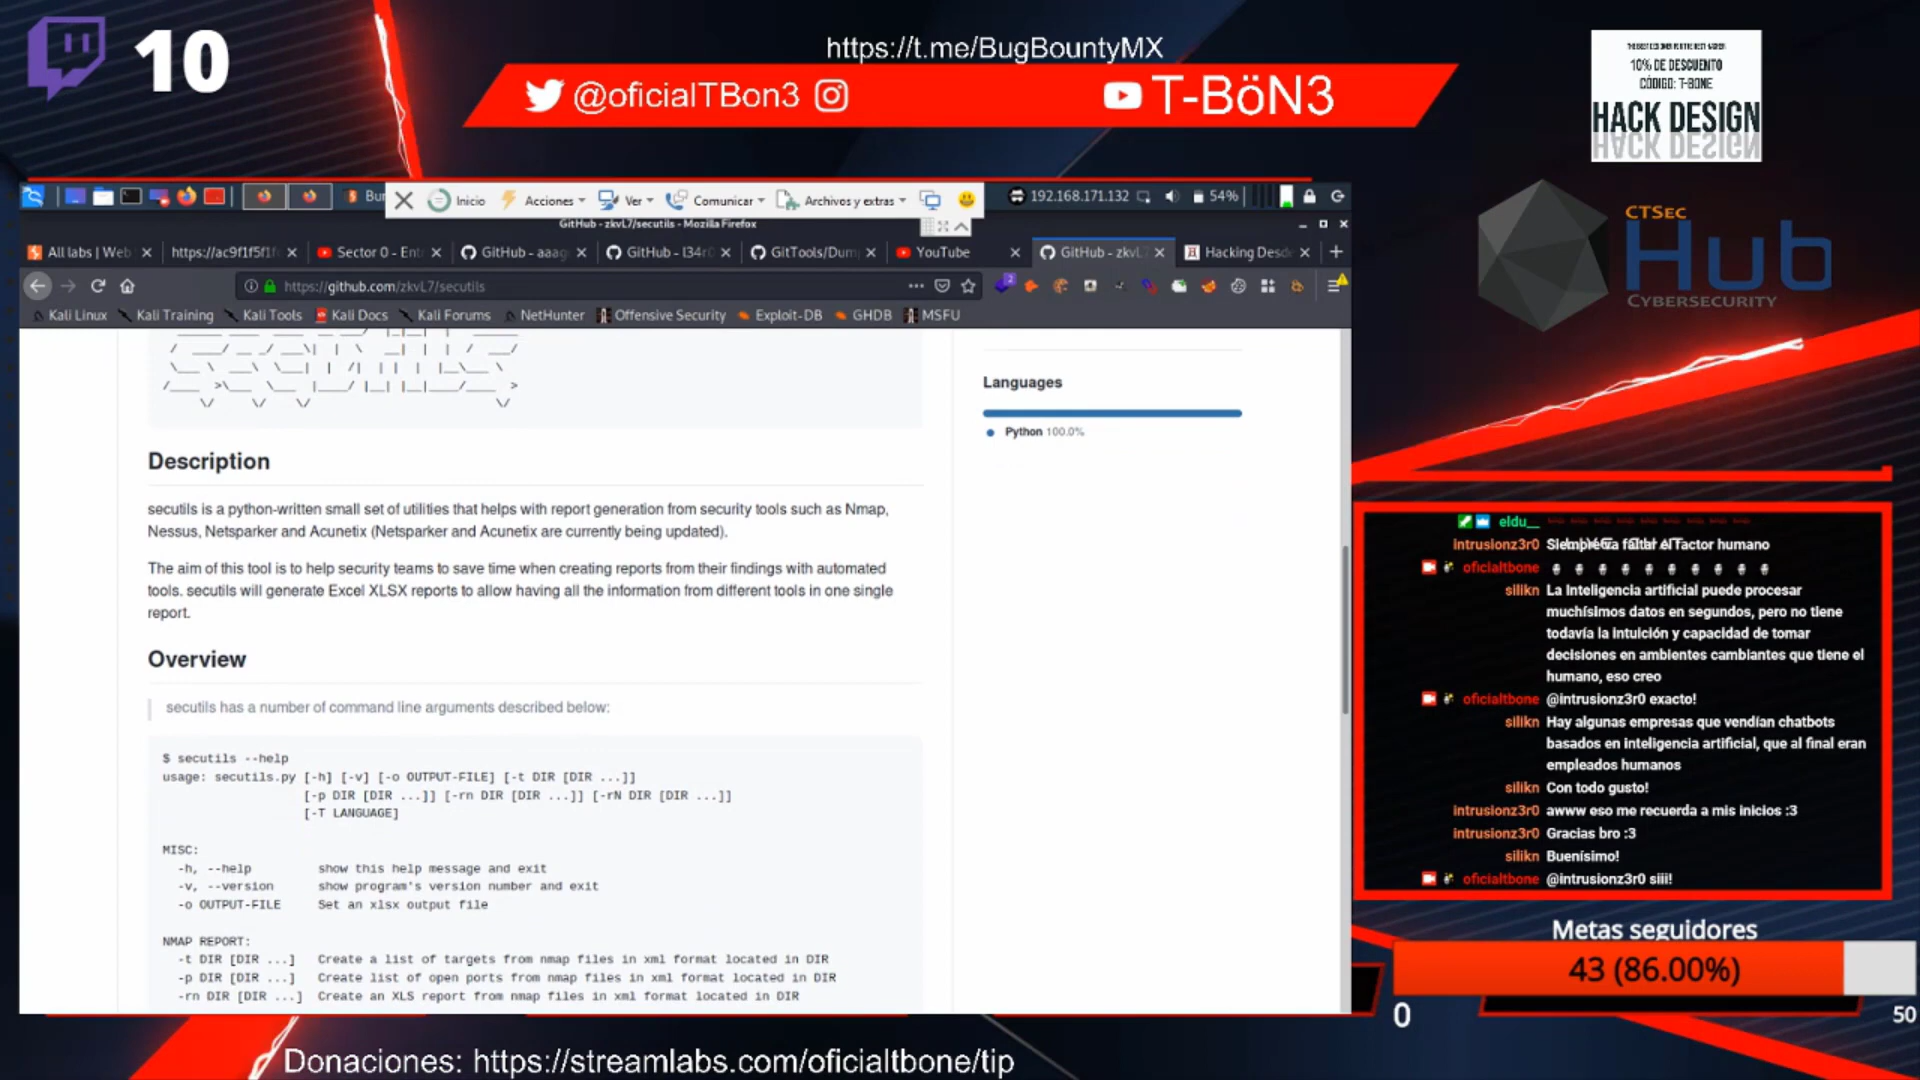 10
https://t.me/BugBountyMX
@oficialTBon3
T-BöN3
10% DE DESCUENTO
CÓDIGO: T-BONE
HACK DESIGN
CTSec
Hub
CYBERSECURITY
Inicio
Acciones
Ver
Comunicar
Archivos y extras
192.168.171.132
54%
GitHub - zkvL7/secutils - Mozilla Firefox
All labs | Web
https://ac9f1f5f1f
Sector 0 - Ent
GitHub - aaag
GitHub - l34r
GitTools/Dum
YouTube
GitHub - zkvL
Hacking Desd
https://github.com/zkvL7/secutils
Kali Linux
Kali Training
Kali Tools
Kali Docs
Kali Forums
NetHunter
Offensive Security
Exploit-DB
GHDB
MSFU
Languages
Python 100.0%
Description
secutils is a python-written small set of utilities that helps with report generation from security tools such as Nmap,
Nessus, Netsparker and Acunetix (Netsparker and Acunetix are currently being updated).
The aim of this tool is to help security teams to save time when creating reports from their findings with automated
tools. secutils will generate Excel XLSX reports to allow having all the information from different tools in one single
report.
Overview
secutils has a number of command line arguments described below:
$ secutils --help
usage: secutils.py [-h] [-v] [-o OUTPUT-FILE] [-t DIR [DIR ...]]
[-p DIR [DIR ...]] [-rn DIR [DIR ...]] [-rN DIR [DIR ...]]
[-T LANGUAGE]
MISC:
-h, --help show this help message and exit
-v, --version show program's version number and exit
-o OUTPUT-FILE Set an xlsx output file
NMAP REPORT:
-t DIR [DIR ...] Create a list of targets from nmap files in xml format located in DIR
-p DIR [DIR ...] Create list of open ports from nmap files in xml format located in DIR
-rn DIR [DIR ...] Create an XLS report from nmap files in xml format located in DIR
eldu__
intrusionz3r0 Siempre va faltar el factor humano
oficialtbone
silikn La Inteligencia artificial puede procesar
muchísimos datos en segundos, pero no tiene
todavía la intuición y capacidad de tomar
decisiones en ambientes cambiantes que tiene el
humano, eso creo
oficialtbone @intrusionz3r0 exacto!
silikn Hay algunas empresas que vendían chatbots
basados en inteligencia artificial, que al final eran
empleados humanos
silikn Con todo gusto!
intrusionz3r0 awww eso me recuerda a mis inicios :3
intrusionz3r0 Gracias bro :3
silikn Buenísimo!
oficialtbone @intrusionz3r0 siii!
Metas seguidores
43 (86.00%)
0
50
Donaciones: https://streamlabs.com/oficialtbone/tip